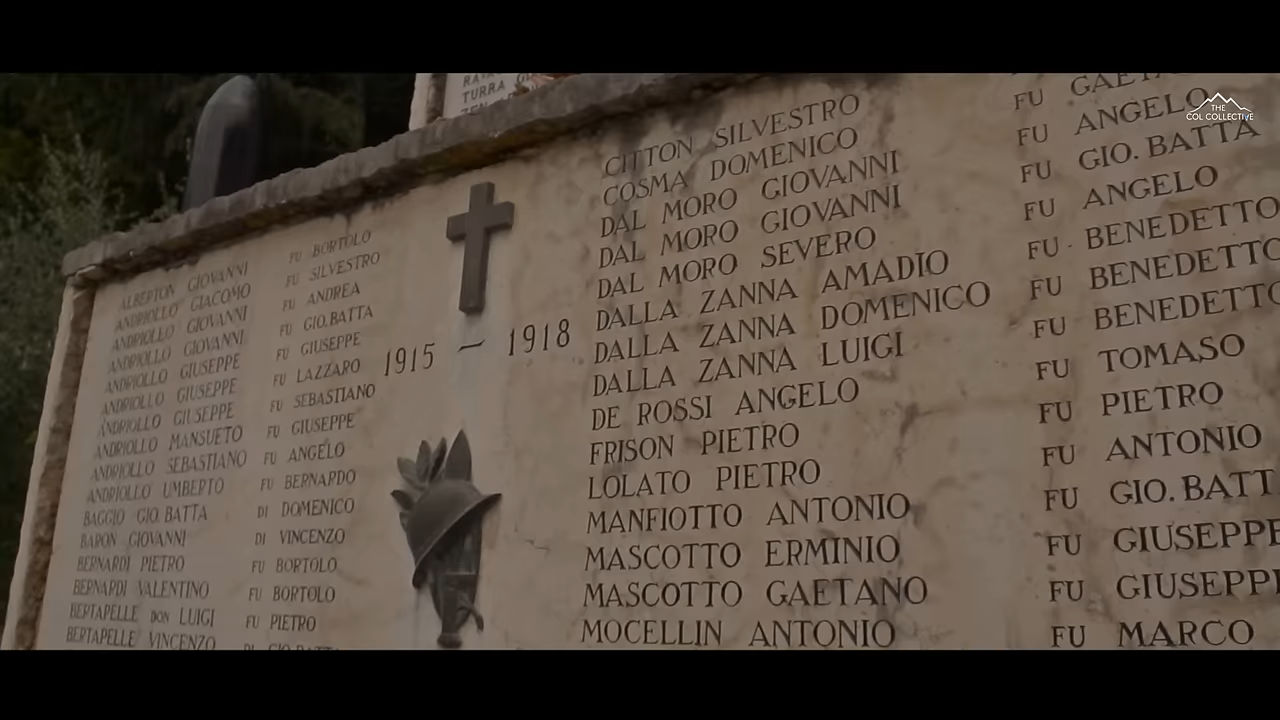 TURRA
THE
COL COLLECTIVE
ALBERTON GIOVANNI FU BORTOLO
ANDRIOLLO GIACOMO FU SILVESTRO
ANDRIOLLO GIOVANNI FU ANDREA
ANDRIOLLO GIOVANNI FU GIO.BATTA
ANDRIOLLO GIUSEPPE FU GIUSEPPE
ANDRIOLLO GIUSEPPE FU LAZZARO
ANDRIOLLO GIUSEPPE FU SEBASTIANO
ANDRIOLLO MANSUETO FU GIUSEPPE
ANDRIOLLO SEBASTIANO FU ANGELO
ANDRIOLLO UMBERTO FU BERNARDO
BAGGIO GIO.BATTA DI DOMENICO
BARON GIOVANNI DI VINCENZO
BERNARDI PIETRO FU BORTOLO
BERNARDI VALENTINO FU BORTOLO
BERTAPELLE DON LUIGI FU PIETRO
BERTAPELLE VINCENZO DI GIO.BATTA
1915 — 1918
CITTON SILVESTRO FU
COSMA DOMENICO FU ANGELO
DAL MORO GIOVANNI FU GIO. BATTA
DAL MORO GIOVANNI FU ANGELO
DAL MORO SEVERO FU . BENEDETTO
DALLA ZANNA AMADIO FU BENEDETTO
DALLA ZANNA DOMENICO FU BENEDETTO
DALLA ZANNA LUIGI FU TOMASO
DE ROSSI ANGELO FU PIETRO
FRISON PIETRO FU ANTONIO
LOLATO PIETRO FU GIO. BATT
MANFIOTTO ANTONIO FU GIUSEPPE
MASCOTTO ERMINIO FU GIUSEPPE
MASCOTTO GAETANO FU MARCO
MOCELLIN ANTONIO